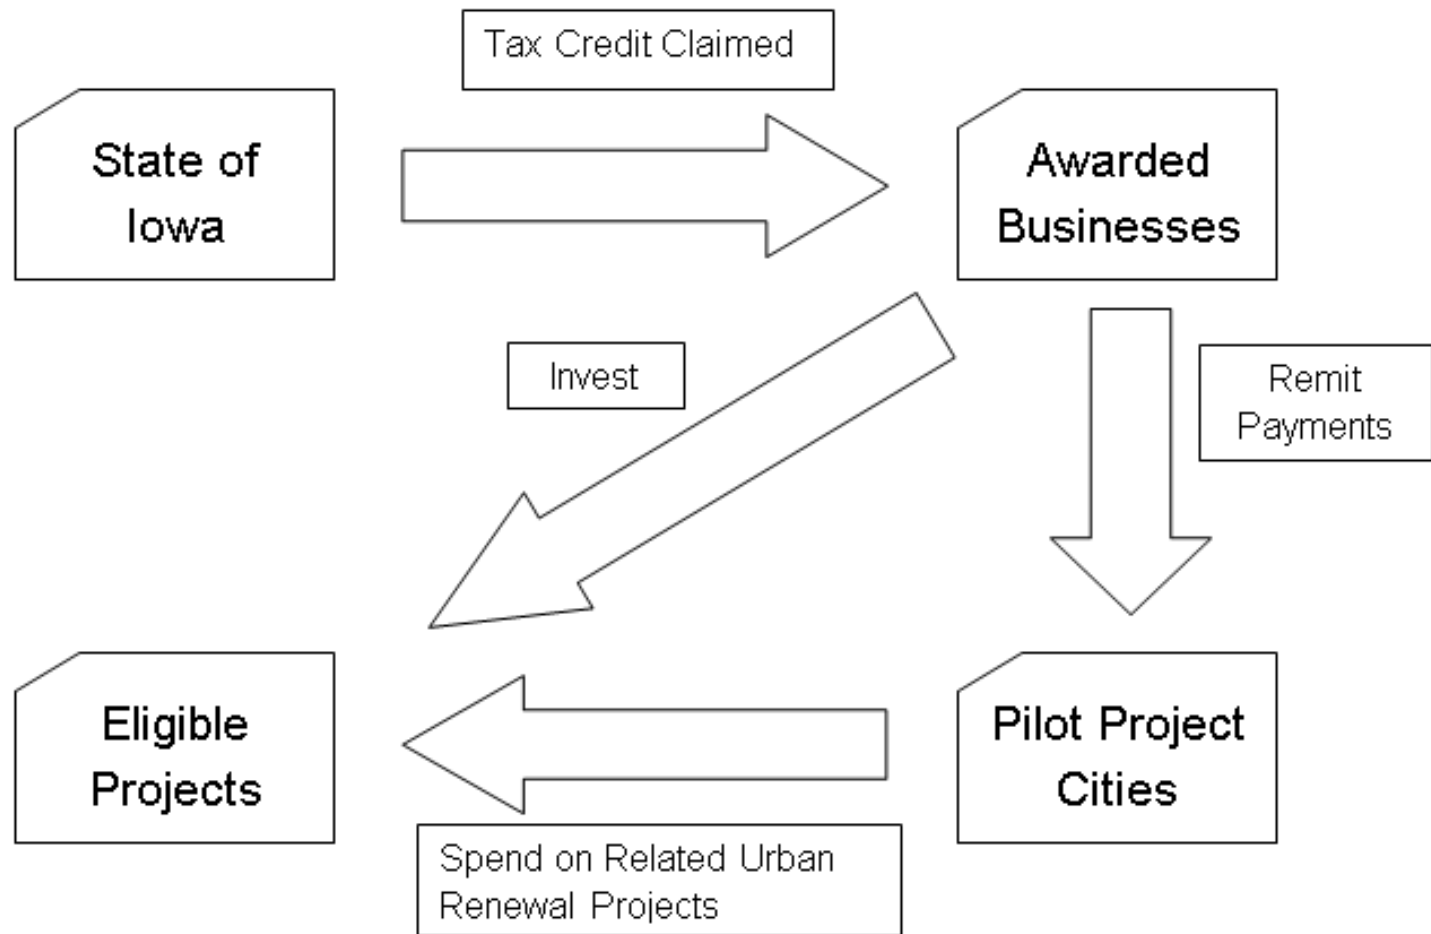 Tax Credit Claimed
State of
Iowa
Awarded
Businesses
Invest
Remit
Payments
Eligible
Projects
Pilot Project
Cities
Spend on Related Urban
Renewal Projects